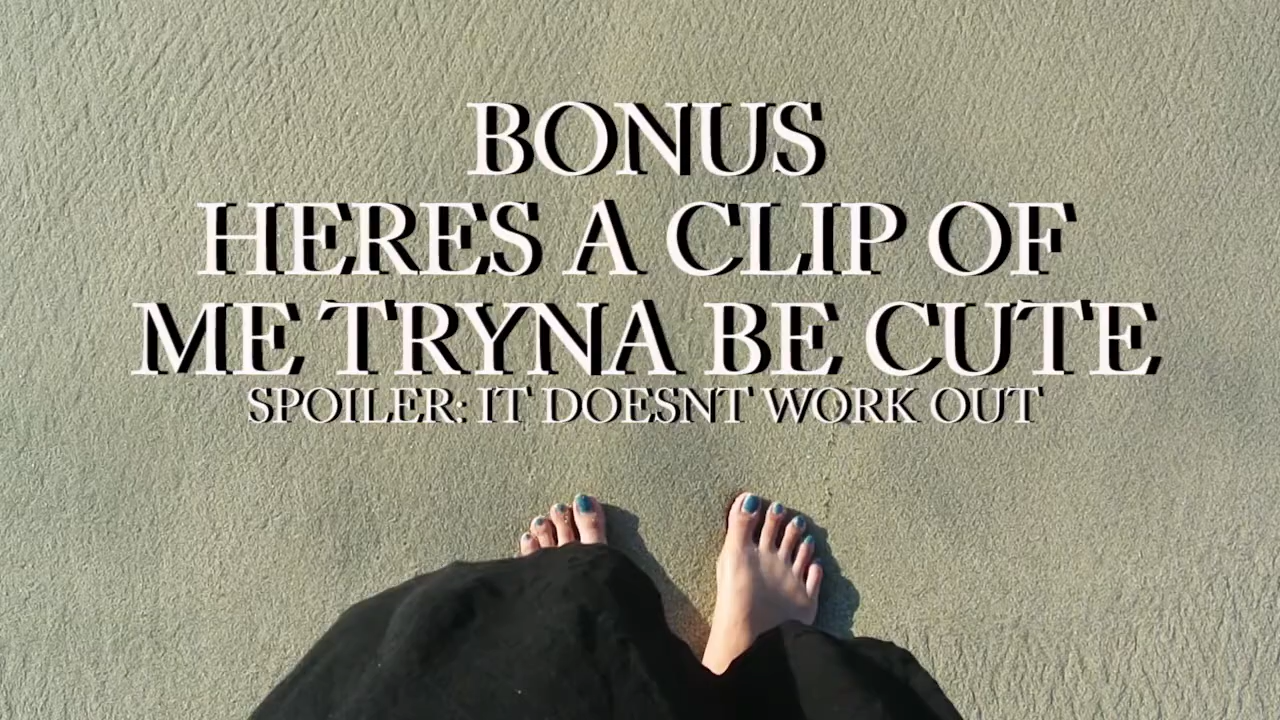 BONUS
HERES A CLIP OF
ME TRYNA BE CUTE
SPOILER: IT DOESNT WORK OUT